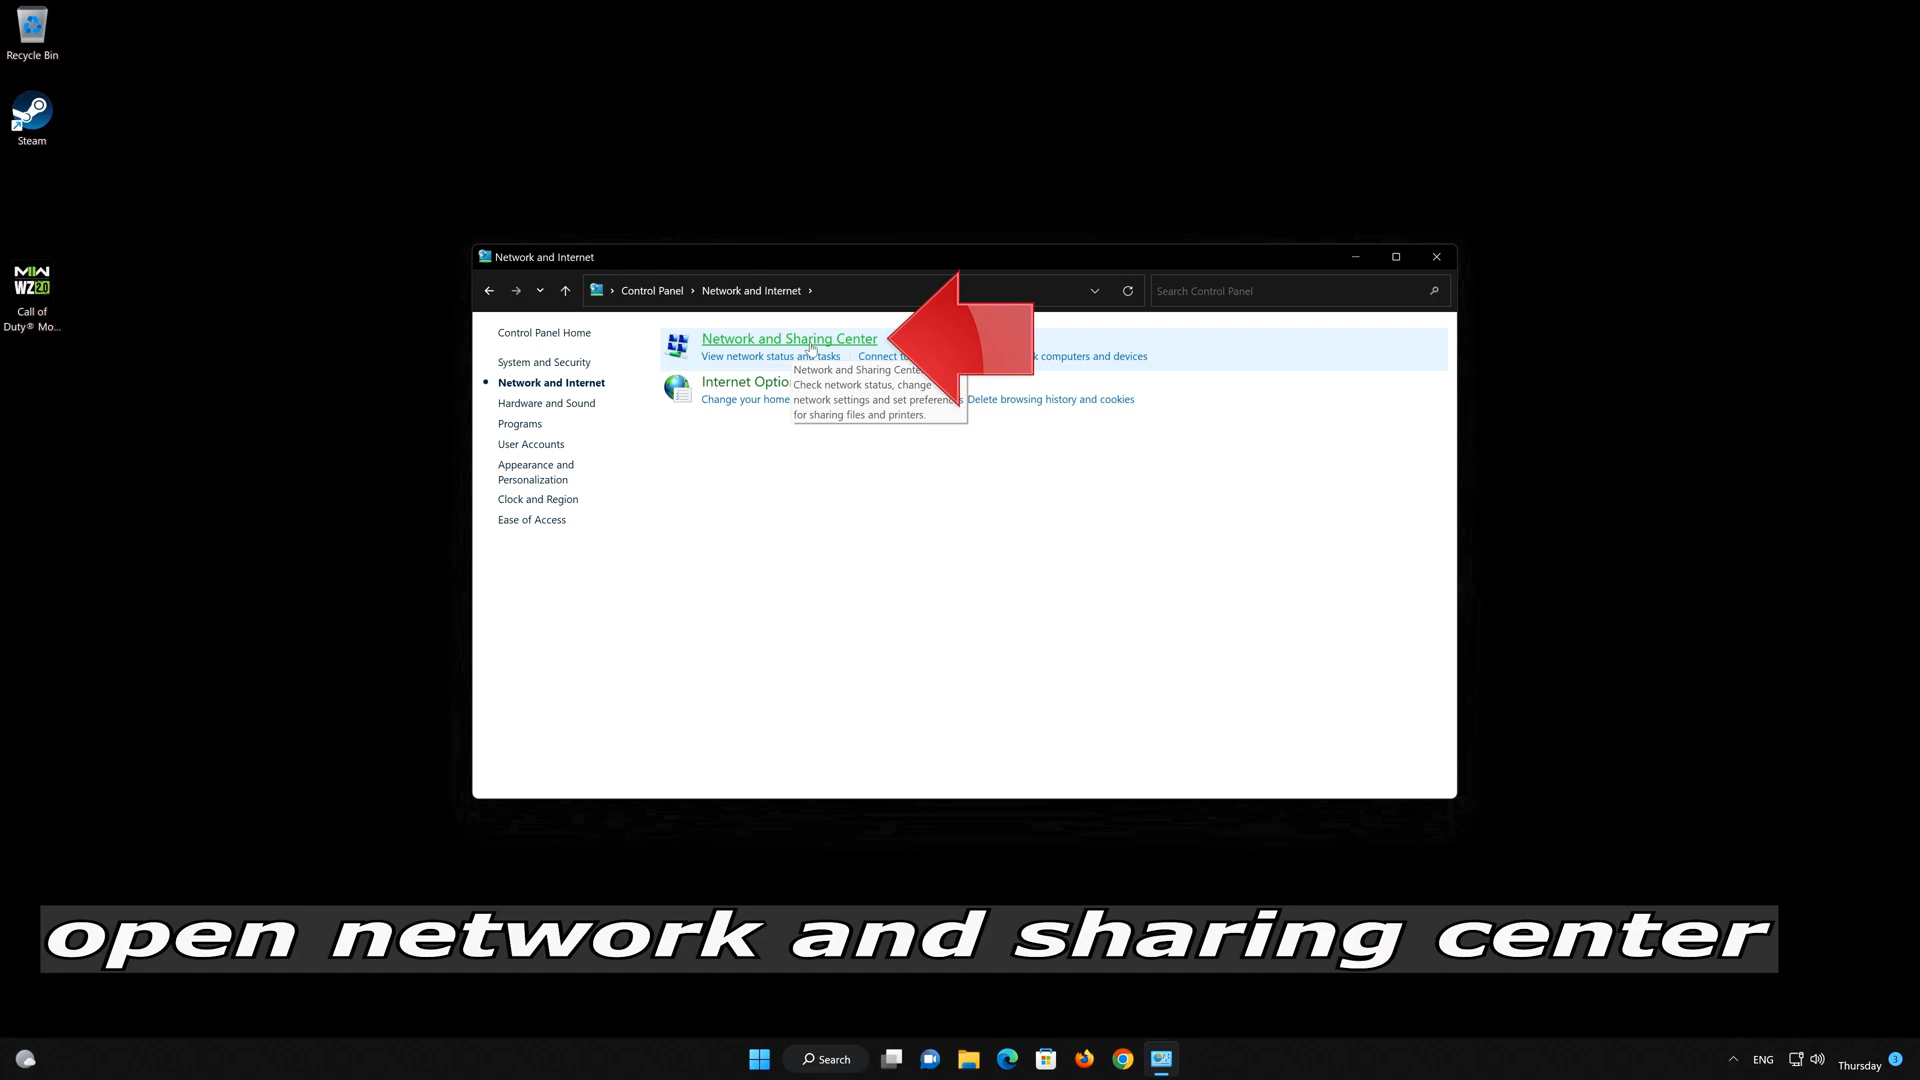 Recycle Bin
Steam
MW
WZ 2.0
Call of
Duty® Mo...
Network and Internet
Control Panel
Network and Internet
Search Control Panel
Control Panel Home
System and Security
Network and Internet
Hardware and Sound
Programs
User Accounts
Appearance and
Personalization
Clock and Region
Ease of Access
Network and Sharing Center
View network status and tasks
Connect to
computers and devices
Internet Optio
Change your home
Delete browsing history and cookies
Network and Sharing Cente
Check network status, change
network settings and set preferenc
for sharing files and printers.
open network and sharing center
Search
ENG
Thursday
3